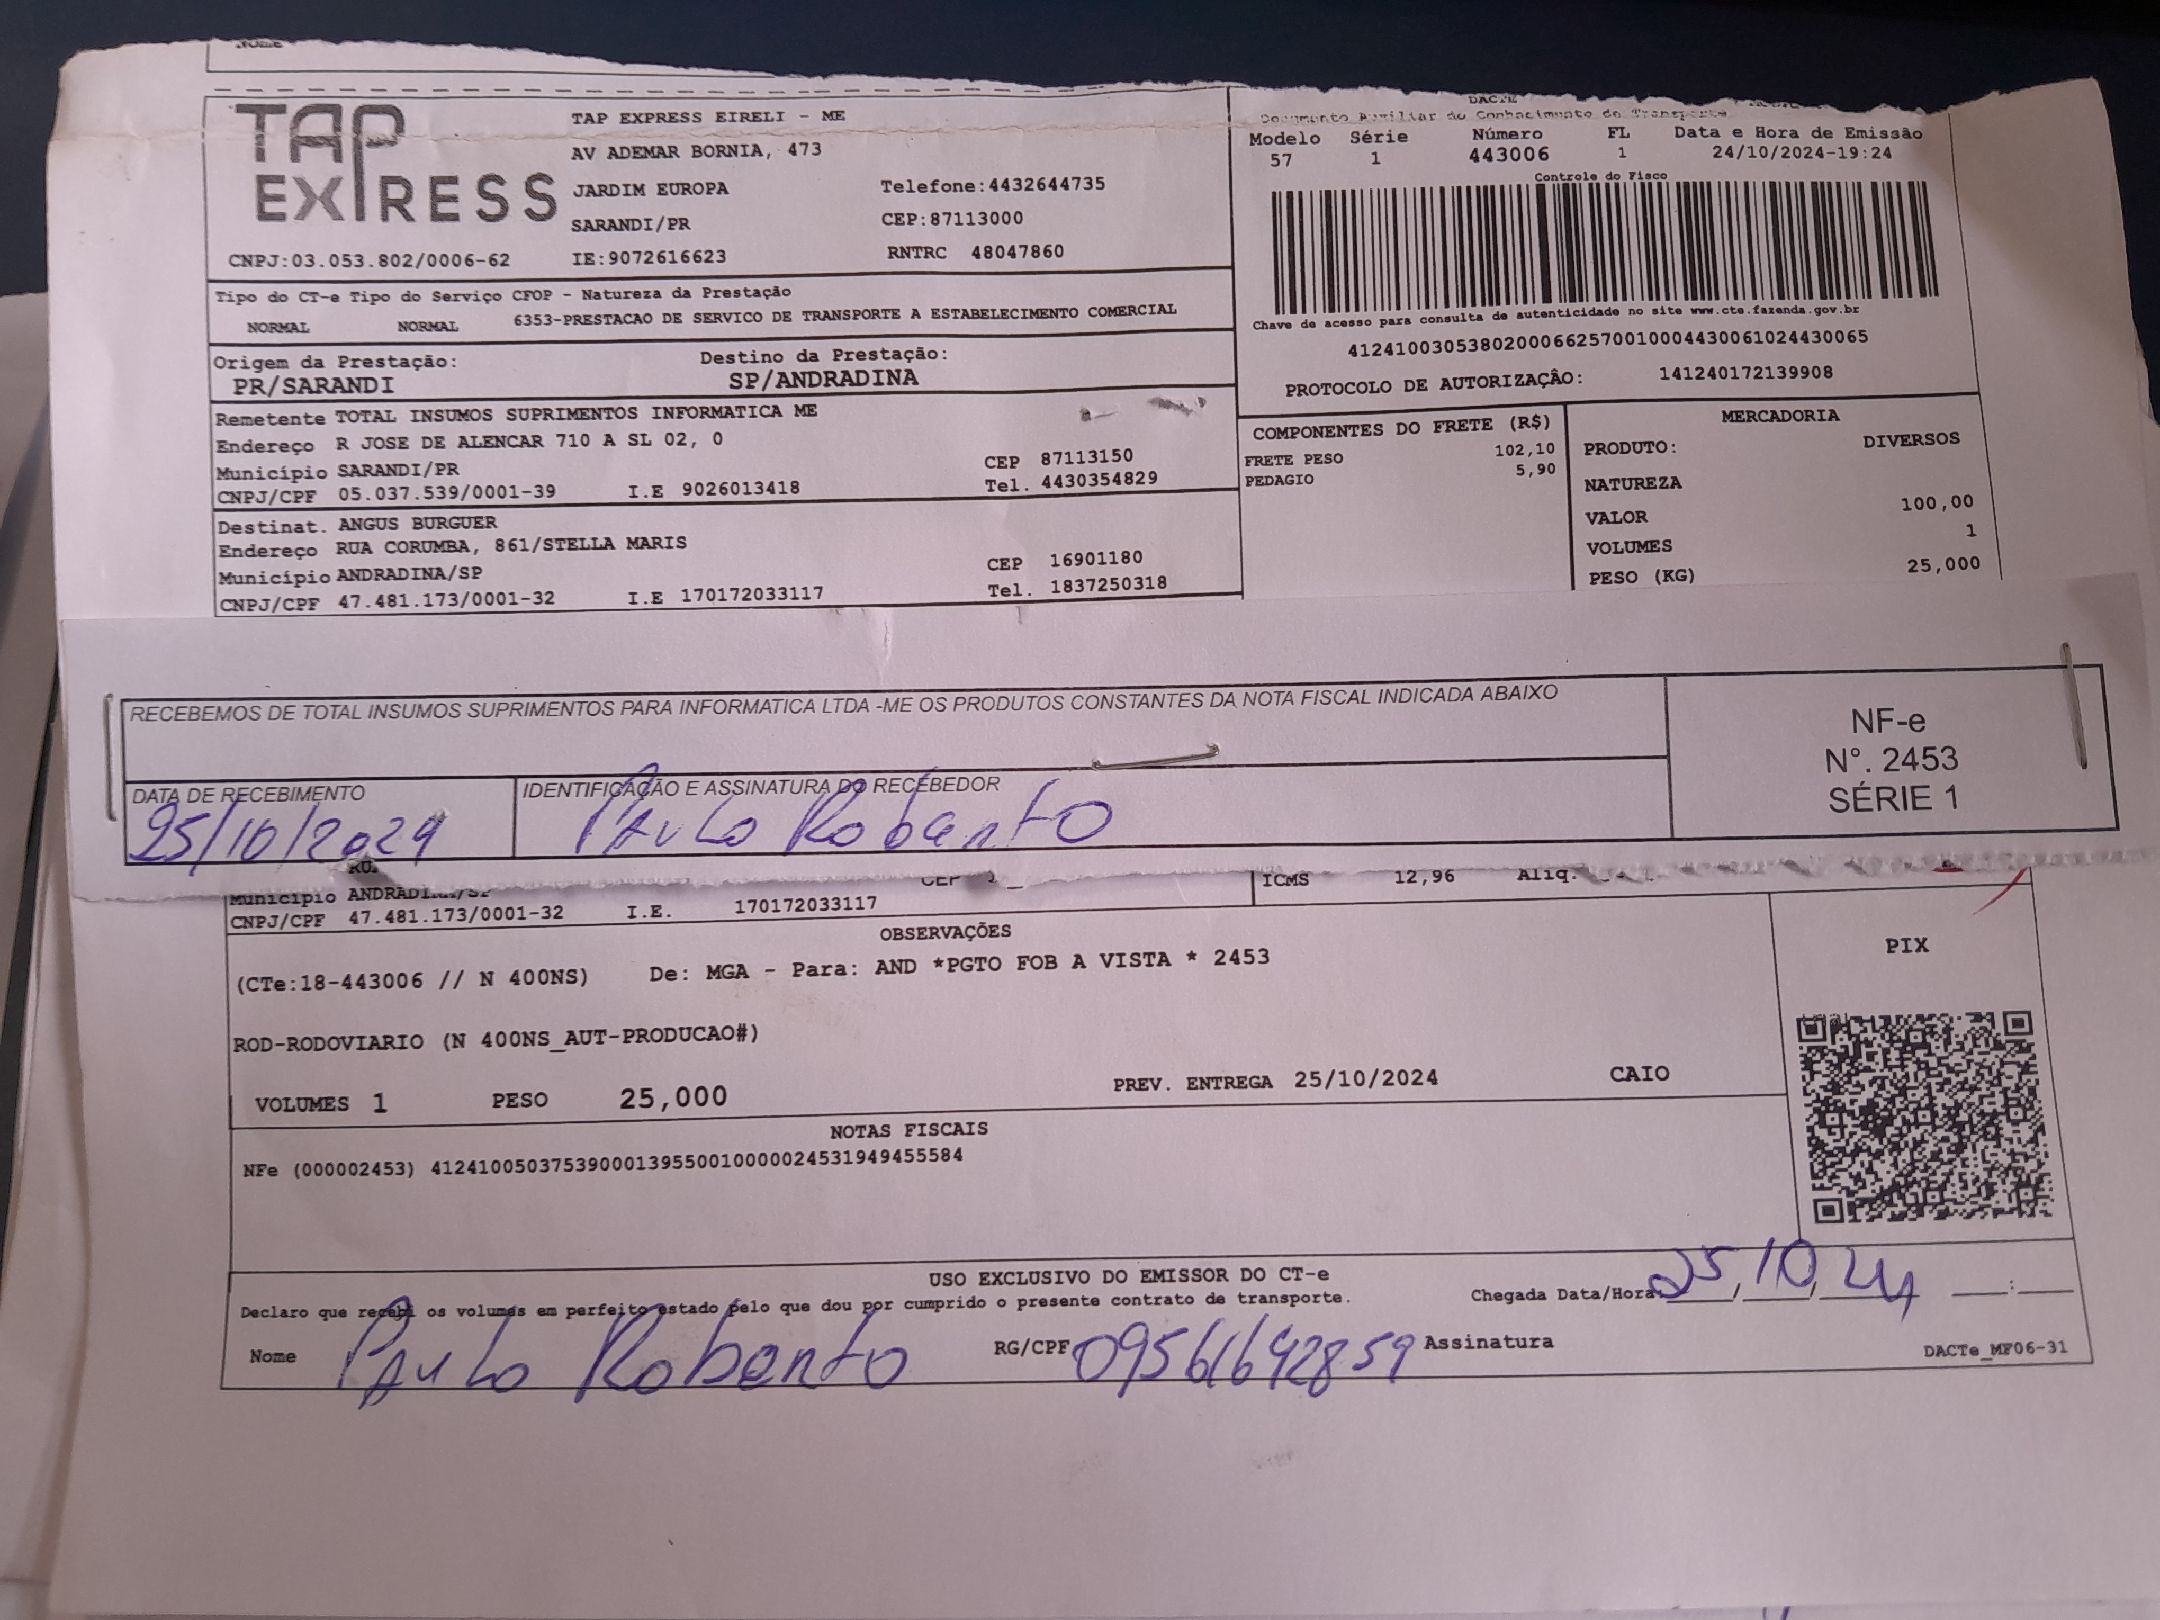 NOME
TAP EXPRESS
TAP EXPRESS EIRELI - ME
AV ADEMAR BORNIA, 473
JARDIM EUROPA Telefone:4432644735
SARANDI/PR CEP:87113000
CNPJ:03.053.802/0006-62 IE:9072616623 RNTRC 48047860
DACTE
Documento Auxiliar do Conhecimento de Transporte
Modelo Série Número FL Data e Hora de Emissão
57 1 443006 1 24/10/2024-19:24
Controle do Fisco
Chave de acesso para consulta de autenticidade no site www.cte.fazenda.gov.br
41241003053802000662570010004430061024430065
PROTOCOLO DE AUTORIZAÇÂO: 141240172139908
Tipo do CT-e Tipo do Serviço CFOP - Natureza da Prestação
NORMAL NORMAL 6353-PRESTACAO DE SERVICO DE TRANSPORTE A ESTABELECIMENTO COMERCIAL
Origem da Prestação: Destino da Prestação:
PR/SARANDI SP/ANDRADINA
Remetente TOTAL INSUMOS SUPRIMENTOS INFORMATICA ME
Endereço R JOSE DE ALENCAR 710 A SL 02, 0
Município SARANDI/PR CEP 87113150
CNPJ/CPF 05.037.539/0001-39 I.E 9026013418 Tel. 4430354829
Destinat. ANGUS BURGUER
Endereço RUA CORUMBA, 861/STELLA MARIS
Município ANDRADINA/SP CEP 16901180
CNPJ/CPF 47.481.173/0001-32 I.E 170172033117 Tel. 1837250318
COMPONENTES DO FRETE (R$)
FRETE PESO 102,10
PEDAGIO 5,90
MERCADORIA
PRODUTO: DIVERSOS
NATUREZA
VALOR 100,00
VOLUMES 1
PESO (KG) 25,000
RECEBEMOS DE TOTAL INSUMOS SUPRIMENTOS PARA INFORMATICA LTDA -ME OS PRODUTOS CONSTANTES DA NOTA FISCAL INDICADA ABAIXO
DATA DE RECEBIMENTO IDENTIFICAÇÃO E ASSINATURA DO RECEBEDOR
25/10/2024 PAULO Robento
NF-e
N°. 2453
SÉRIE 1
Município ANDRADINA/SP CEP ICMS 12,96 Aliq.
CNPJ/CPF 47.481.173/0001-32 I.E. 170172033117
OBSERVAÇÕES
(CTe:18-443006 // N 400NS) De: MGA - Para: AND *PGTO FOB A VISTA * 2453
ROD-RODOVIARIO (N 400NS_AUT-PRODUCAO#)
VOLUMES 1 PESO 25,000 PREV. ENTREGA 25/10/2024 CAIO
PIX
NOTAS FISCAIS
NFe (000002453) 41241005037539000139550010000024531949455584
USO EXCLUSIVO DO EMISSOR DO CT-e
Declaro que recebi os volumes em perfeito estado pelo que dou por cumprido o presente contrato de transporte.
Chegada Data/Hora 25/10/24 :
Nome PAULO Robento RG/CPF 09561642859 Assinatura
DACTe_MF06-31